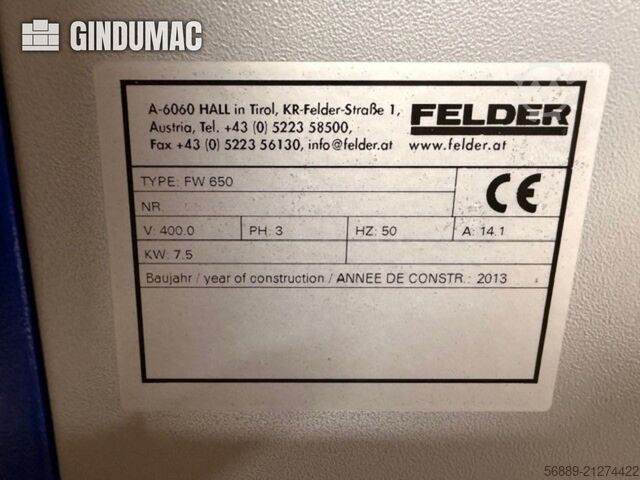 GINDUMAC
A-6060 HALL in Tirol, KR-Felder-Straße 1,
Austria, Tel. +43 (0) 5223 58500,
Fax +43 (0) 5223 56130, info@felder.at
FELDER
www.felder.at
TYPE: FW 650
CE
NR.
V: 400.0 PH: 3 HZ: 50 A: 14.1
KW: 7.5
Baujahr / year of construction / ANNEE DE CONSTR.: 2013
56889-21274422